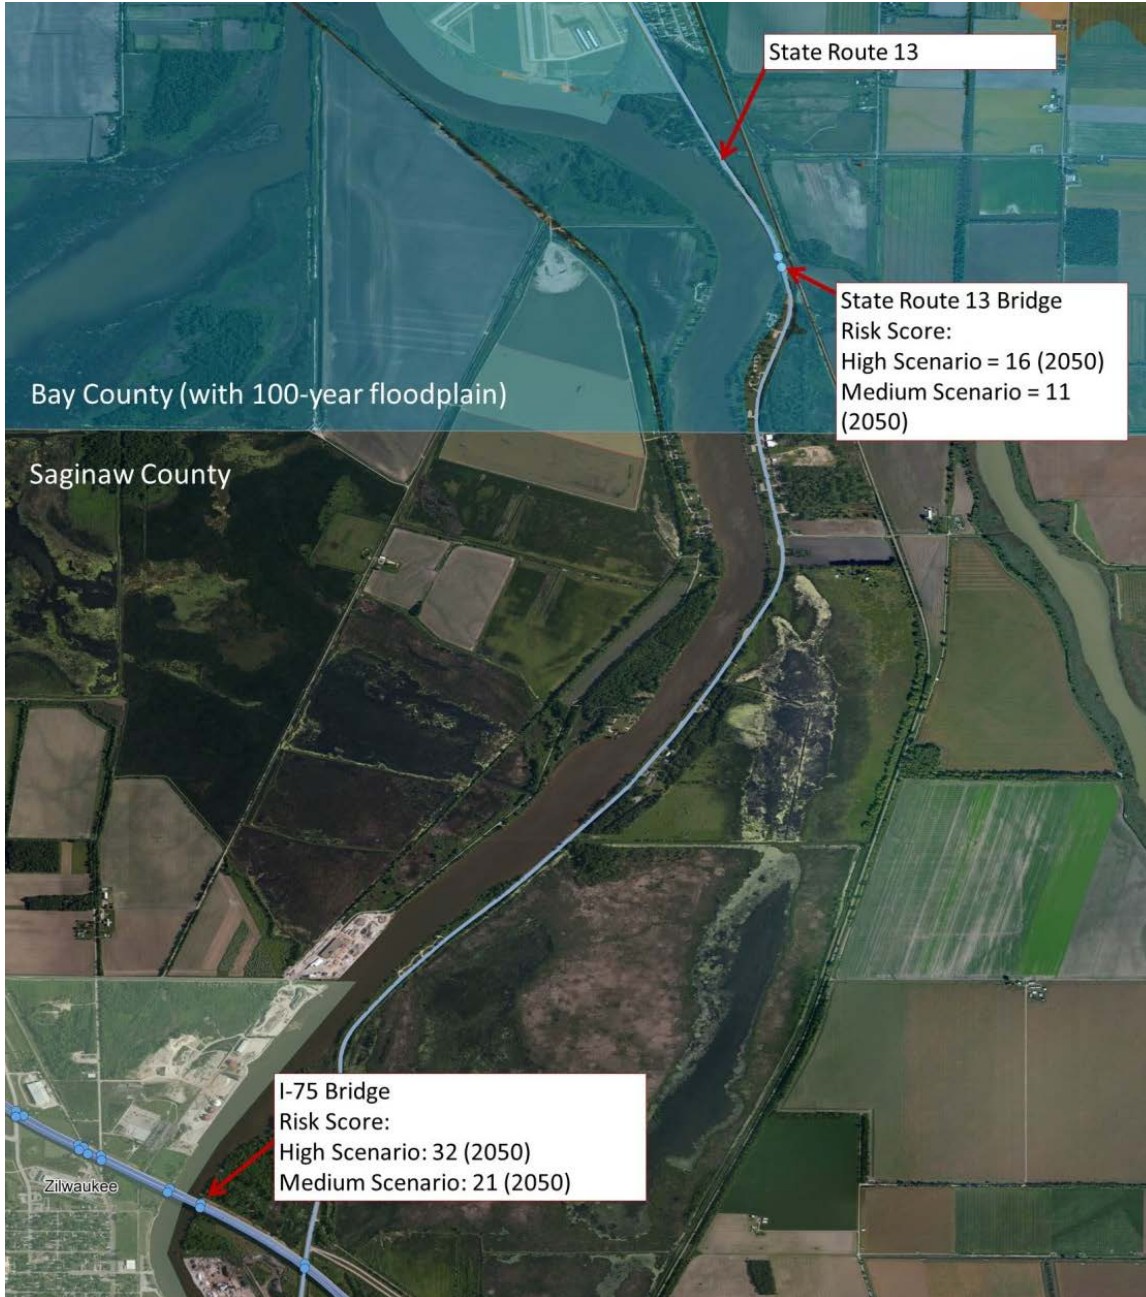 State Route 13
State Route 13 Bridge
Risk Score:
High Scenario = 16 (2050)
Medium Scenario = 11
(2050)
Bay County (with 100-year floodplain)
Saginaw County
I-75 Bridge
Risk Score:
High Scenario: 32 (2050)
Medium Scenario: 21 (2050)
Zilwaukee